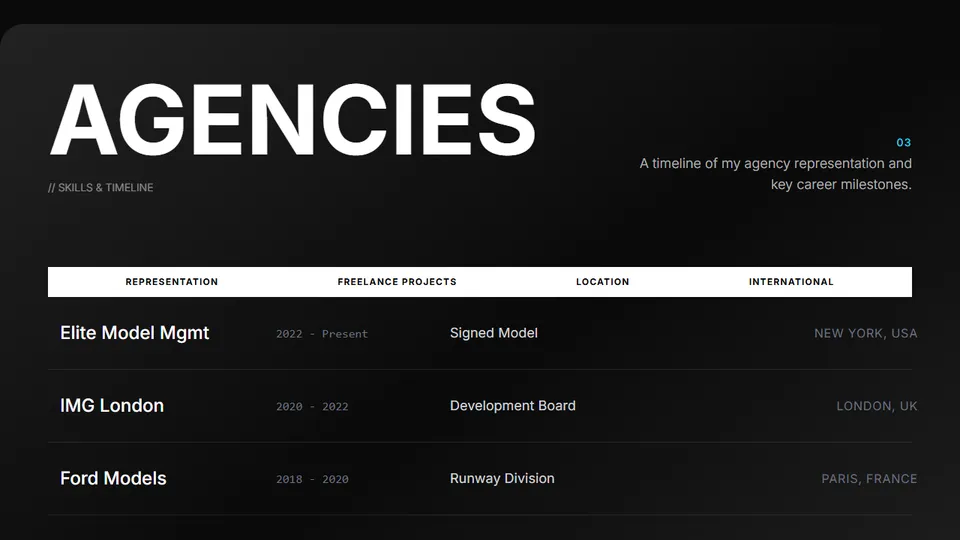 AGENCIES
// SKILLS & TIMELINE
03
A timeline of my agency representation and
key career milestones.
REPRESENTATION FREELANCE PROJECTS LOCATION INTERNATIONAL
Elite Model Mgmt 2022 - Present Signed Model NEW YORK, USA
IMG London 2020 - 2022 Development Board LONDON, UK
Ford Models 2018 - 2020 Runway Division PARIS, FRANCE